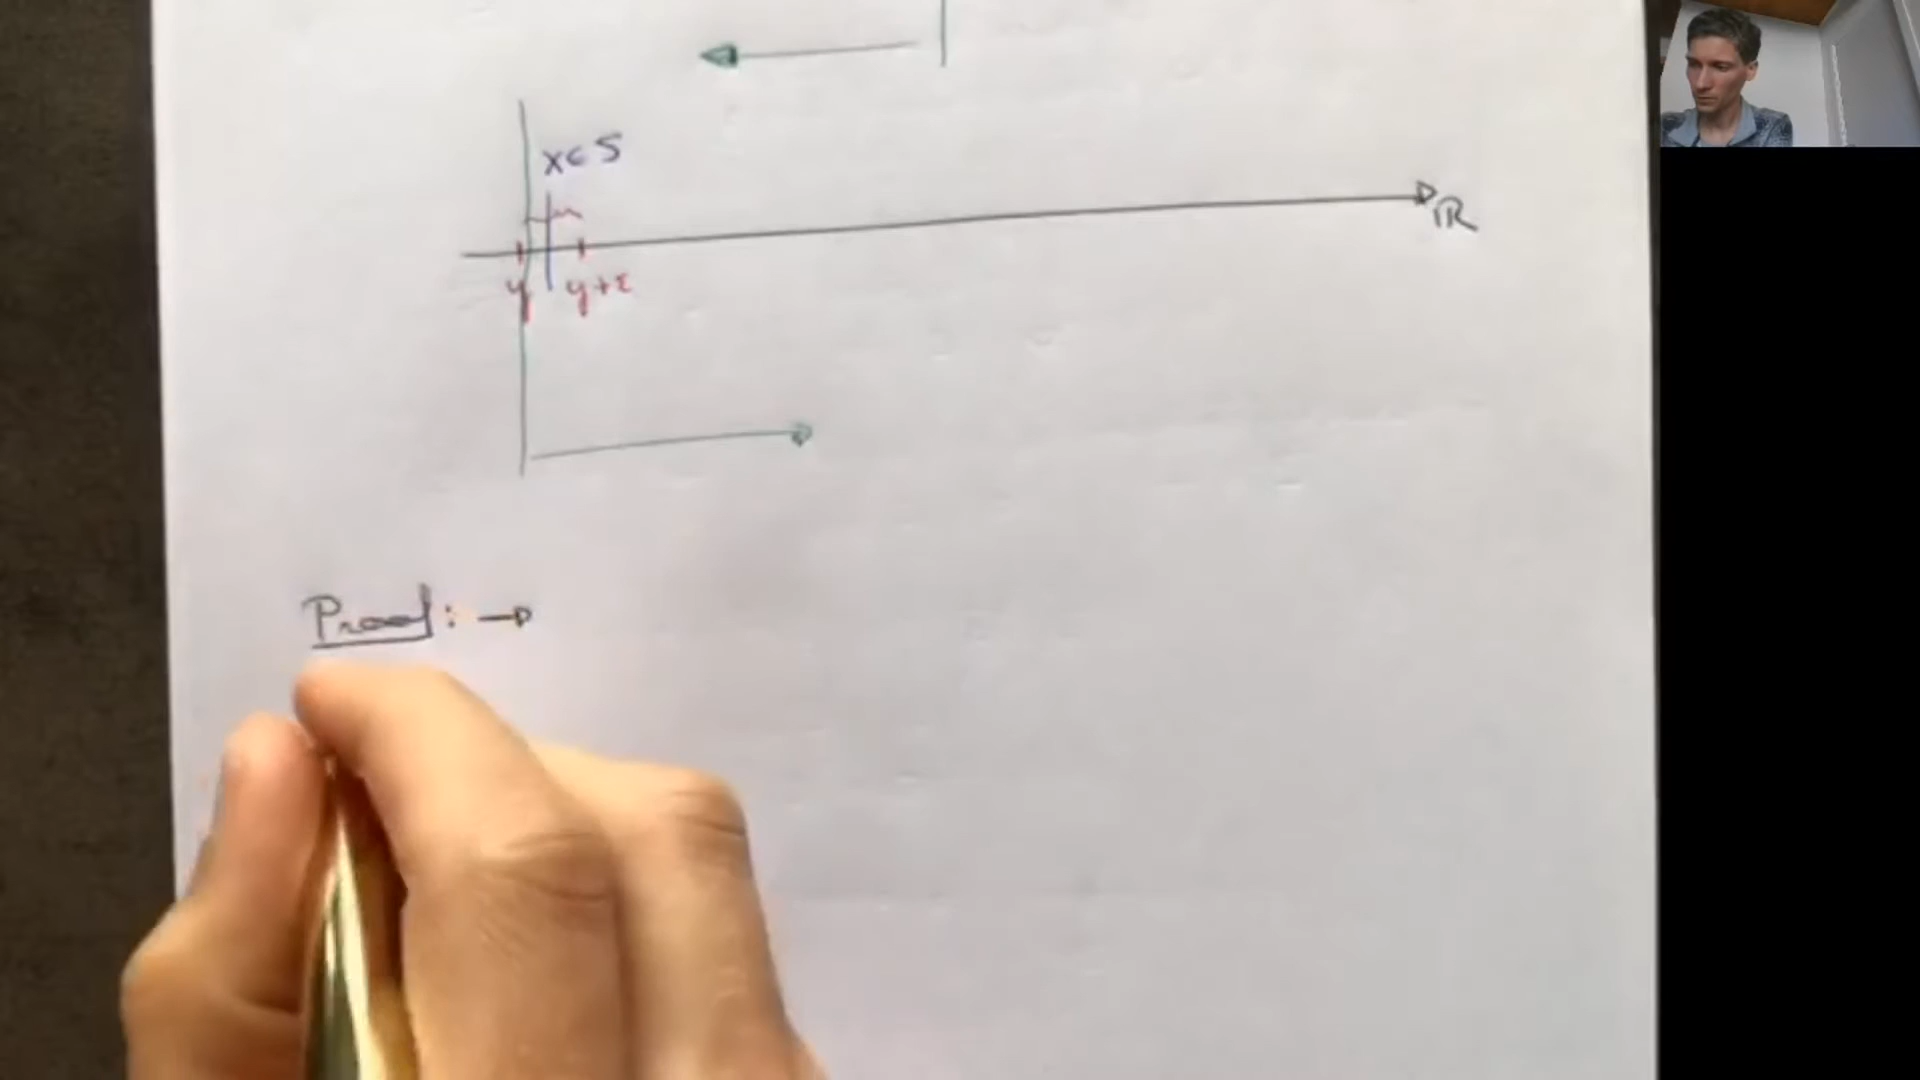 x ∈ S
ℝ
y y+ε
Proof: →